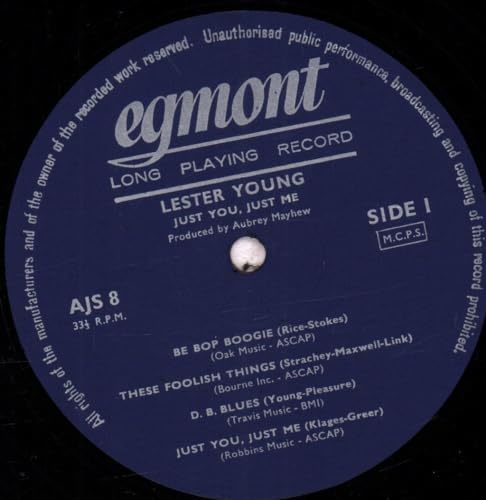 All rights of the manufacturers and of the owner of the recorded work reserved. Unauthorised public performance, broadcasting and copying of this record prohibited.
egmont
LONG PLAYING RECORD
LESTER YOUNG
JUST YOU, JUST ME
Produced by Aubrey Mayhew
SIDE 1
M.C.P.S.
AJS 8
33⅓ R.P.M.
BE BOP BOOGIE (Rice-Stokes)
(Oak Music - ASCAP)
THESE FOOLISH THINGS (Strachey-Maxwell-Link)
(Bourne Inc. - ASCAP)
D. B. BLUES (Young-Pleasure)
(Travis Music - BMI)
JUST YOU, JUST ME (Klages-Greer)
(Robbins Music - ASCAP)